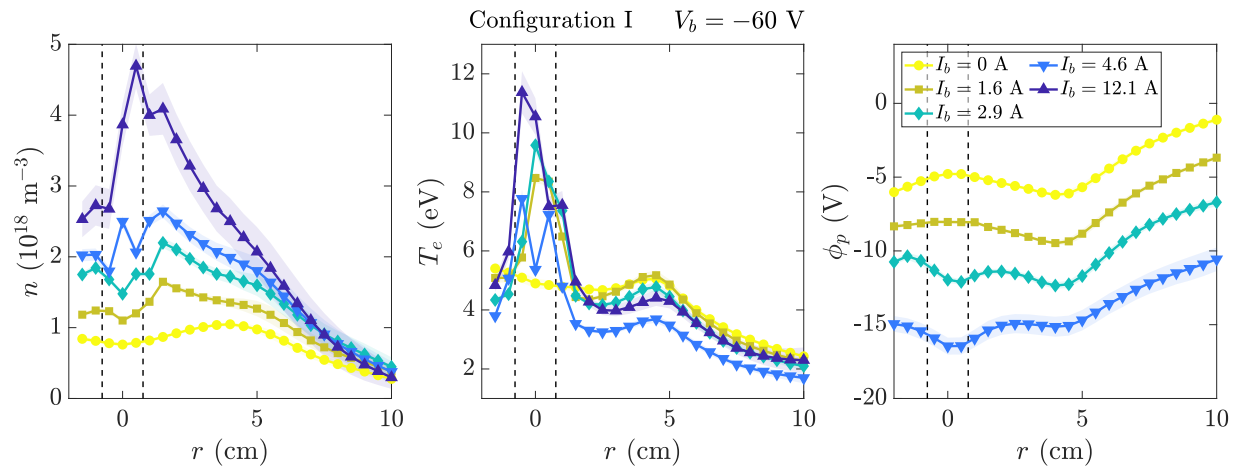 Configuration I V_b = −60 V
5
4
3
2
1
0
0 5 10
n (10^18 m^−3)
r (cm)
12
10
8
6
4
2
0 5 10
T_e (eV)
r (cm)
I_b = 0 A
I_b = 1.6 A
I_b = 2.9 A
I_b = 4.6 A
I_b = 12.1 A
0
-5
-10
-15
-20
0 5 10
ϕ_p (V)
r (cm)